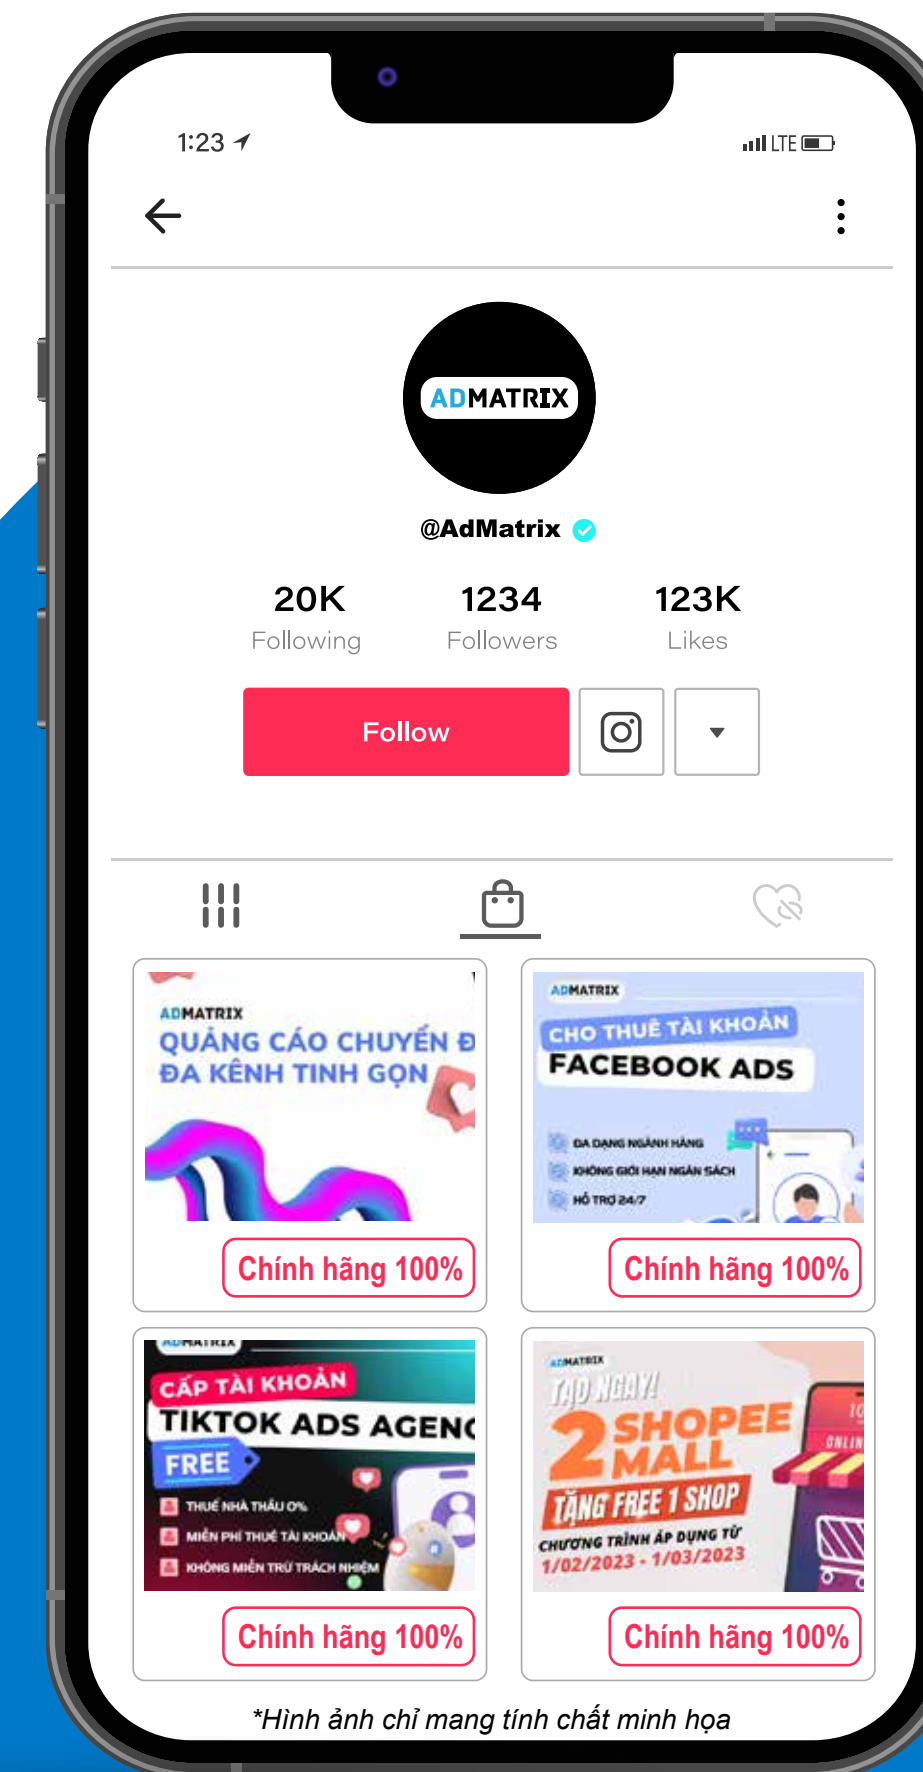 1:23
LTE
ADMATRIX
@AdMatrix
20K 1234 123K
Following Followers Likes
Follow
ADMATRIX
QUẢNG CÁO CHUYỂN Đ
ĐA KÊNH TINH GỌN
Chính hãng 100%
ADMATRIX
CHO THUÊ TÀI KHOẢN
FACEBOOK ADS
ĐA DẠNG NGÀNH HÀNG
KHÔNG GIỚI HẠN NGÂN SÁCH
HỖ TRỢ 24/7
Chính hãng 100%
ADMATRIX
CẤP TÀI KHOẢN
TIKTOK ADS AGENC
FREE
THUẾ NHÀ THẦU 0%
MIỄN PHÍ THUÊ TÀI KHOẢN
KHÔNG MIỄN TRỪ TRÁCH NHIỆM
Chính hãng 100%
ADMATRIX
TẠO NGAY!
2 SHOPEE
MALL
TẶNG FREE 1 SHOP
CHƯƠNG TRÌNH ÁP DỤNG TỪ
1/02/2023 - 1/03/2023
10
ONLIN
Chính hãng 100%
*Hình ảnh chỉ mang tính chất minh họa